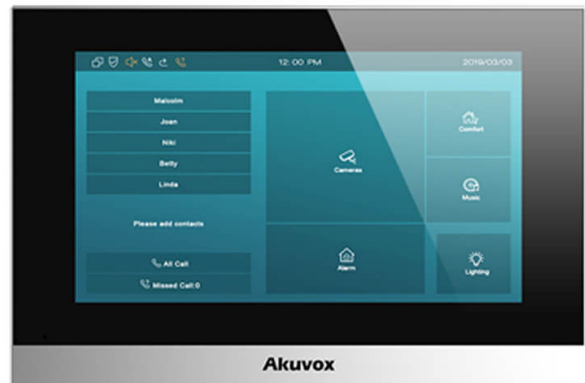 12:00 PM
2019/03/03
Malcolm
Joan
Niki
Betty
Linda
Please add contacts
All Call
Missed Call:0
Cameras
Comfort
Music
Alarm
Lighting
Akuvox